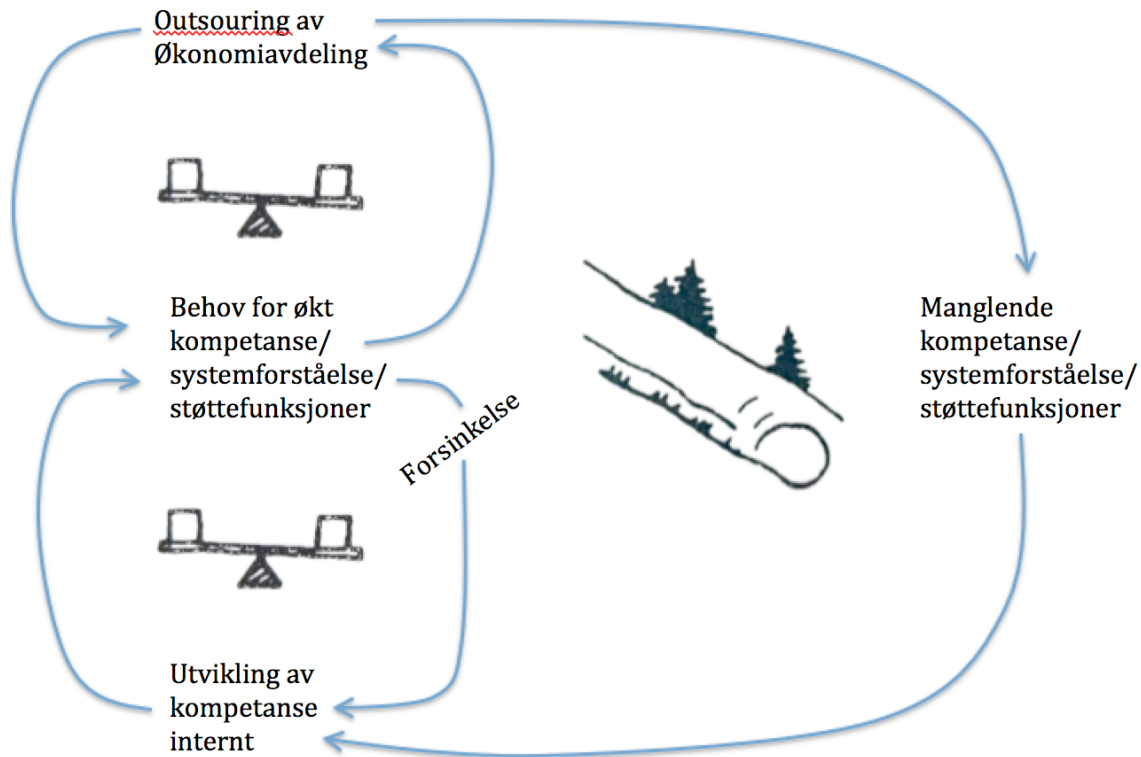 Outsouring av
Økonomiavdeling
Behov for økt
kompetanse/
systemforståelse/
støttefunksjoner
Forsinkelse
Manglende
kompetanse/
systemforståelse/
støttefunksjoner
Utvikling av
kompetanse
internt